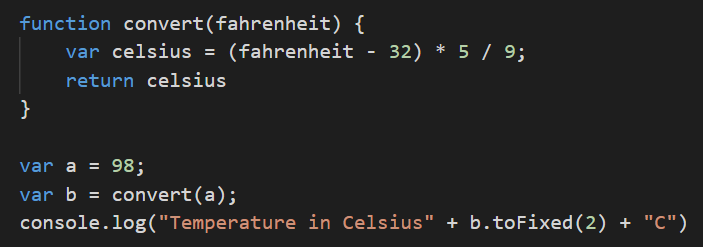 function convert(fahrenheit) {
    var celsius = (fahrenheit - 32) * 5 / 9;
    return celsius
}

var a = 98;
var b = convert(a);
console.log("Temperature in Celsius" + b.toFixed(2) + "C")